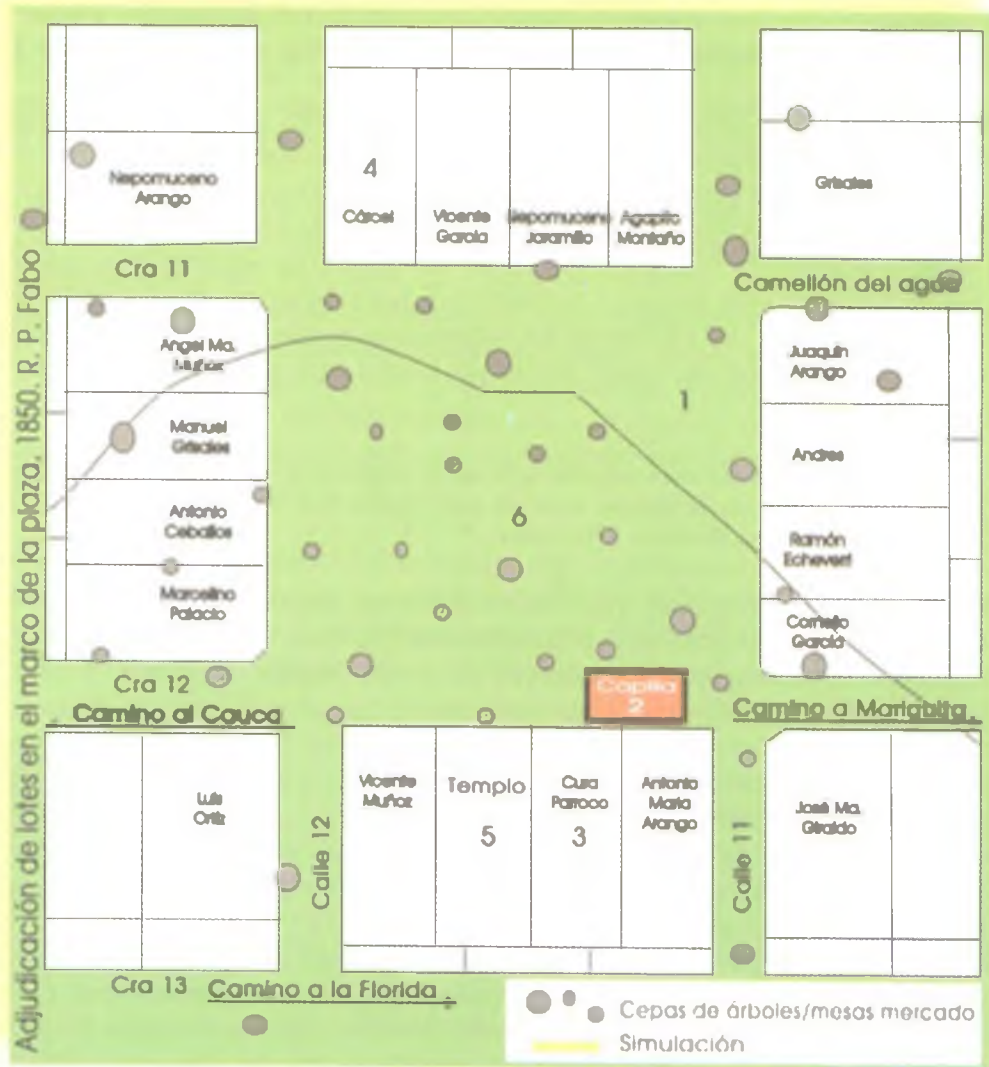 Adjudicación de lotes en el marco de la plaza, 1850. R. P. Fabo
Nepomuceno
Arango
4
Cárcel
Vicente
García
Nepomuceno
Jaramillo
Agapito
Montaño
Grisales
Cra 11
Camellón del agua
Angel Ma.
Muñoz
Manuel
Grisales
Antonio
Ceballos
Marcelino
Palacio
1
6
Juaquín
Arango
Andres
Ramón
Echeverri
Cornelio
García
Cra 12
Camino al Cauca
Capilla
2
Camino a Mariquita
Luis
Ortiz
Calle 12
Vicente
Muñoz
Templo
5
Cura
Parroco
3
Antonio
Maria
Arango
Calle 11
José Ma.
Giraldo
Cra 13
Camino a la Florida
Cepas de árboles/mesas mercado
Simulación